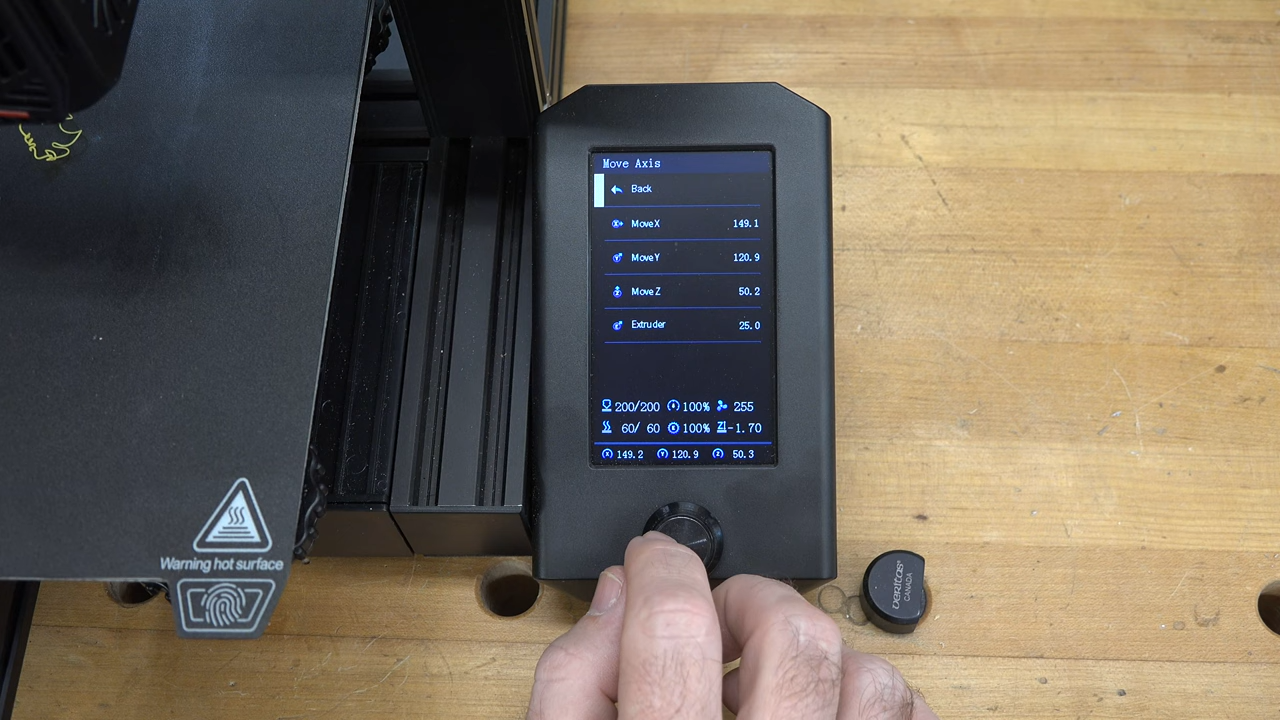 Move Axis
Back
Move X 149.1
Move Y 120.9
Move Z 50.2
Extruder 25.0
200/200 100% 255
60/ 60 100% -1.70
X 149.2 Y 120.9 Z 50.3
Warning hot surface
veritas®
CANADA